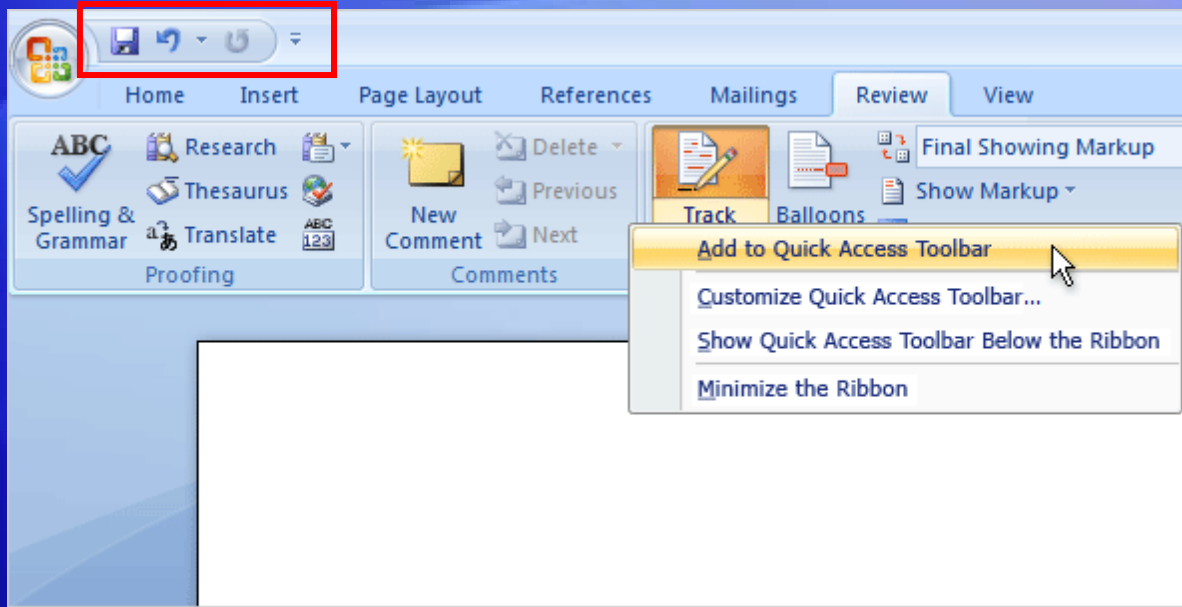 Home Insert Page Layout References Mailings Review View
ABC Research Delete Final Showing Markup
Thesaurus Previous Show Markup
Spelling & New Track Balloons
Grammar Translate ABC Comment Next
123
Proofing Comments
Add to Quick Access Toolbar
Customize Quick Access Toolbar...
Show Quick Access Toolbar Below the Ribbon
Minimize the Ribbon